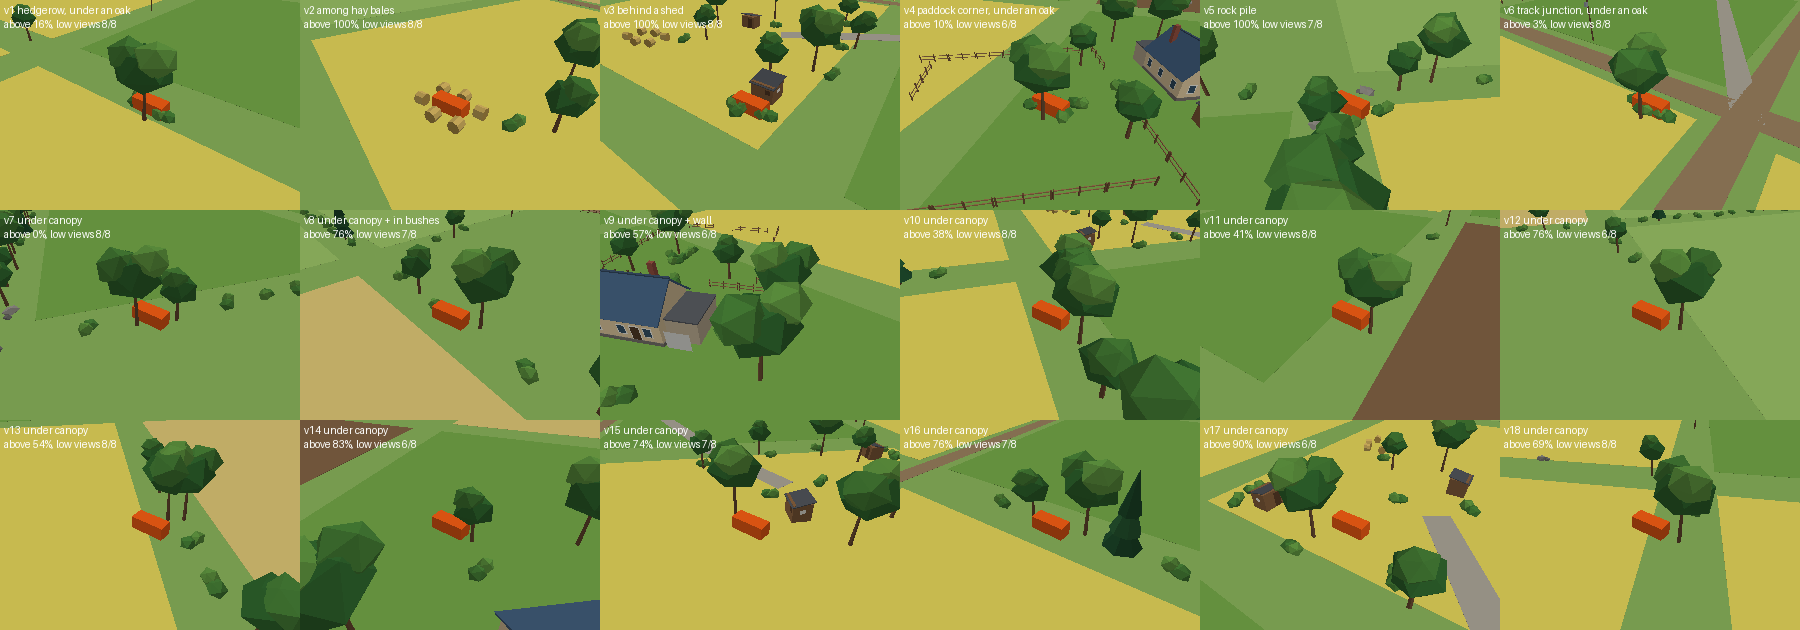 v1 hedgerow, under an oak
above 16%, low views 8/8
v2 among hay bales
above 100%, low views 8/8
v3 behind a shed
above 100%, low views 8/8
v4 paddock corner, under an oak
above 10%, low views 6/8
v5 rock pile
above 100%, low views 7/8
v6 track junction, under an oak
above 3%, low views 8/8
v7 under canopy
above 0%, low views 8/8
v8 under canopy + in bushes
above 76%, low views 7/8
v9 under canopy + wall
above 57%, low views 6/8
v10 under canopy
above 38%, low views 8/8
v11 under canopy
above 41%, low views 8/8
v12 under canopy
above 76%, low views 6/8
v13 under canopy
above 54%, low views 8/8
v14 under canopy
above 83%, low views 6/8
v15 under canopy
above 74%, low views 7/8
v16 under canopy
above 76%, low views 7/8
v17 under canopy
above 90%, low views 6/8
v18 under canopy
above 69%, low views 8/8